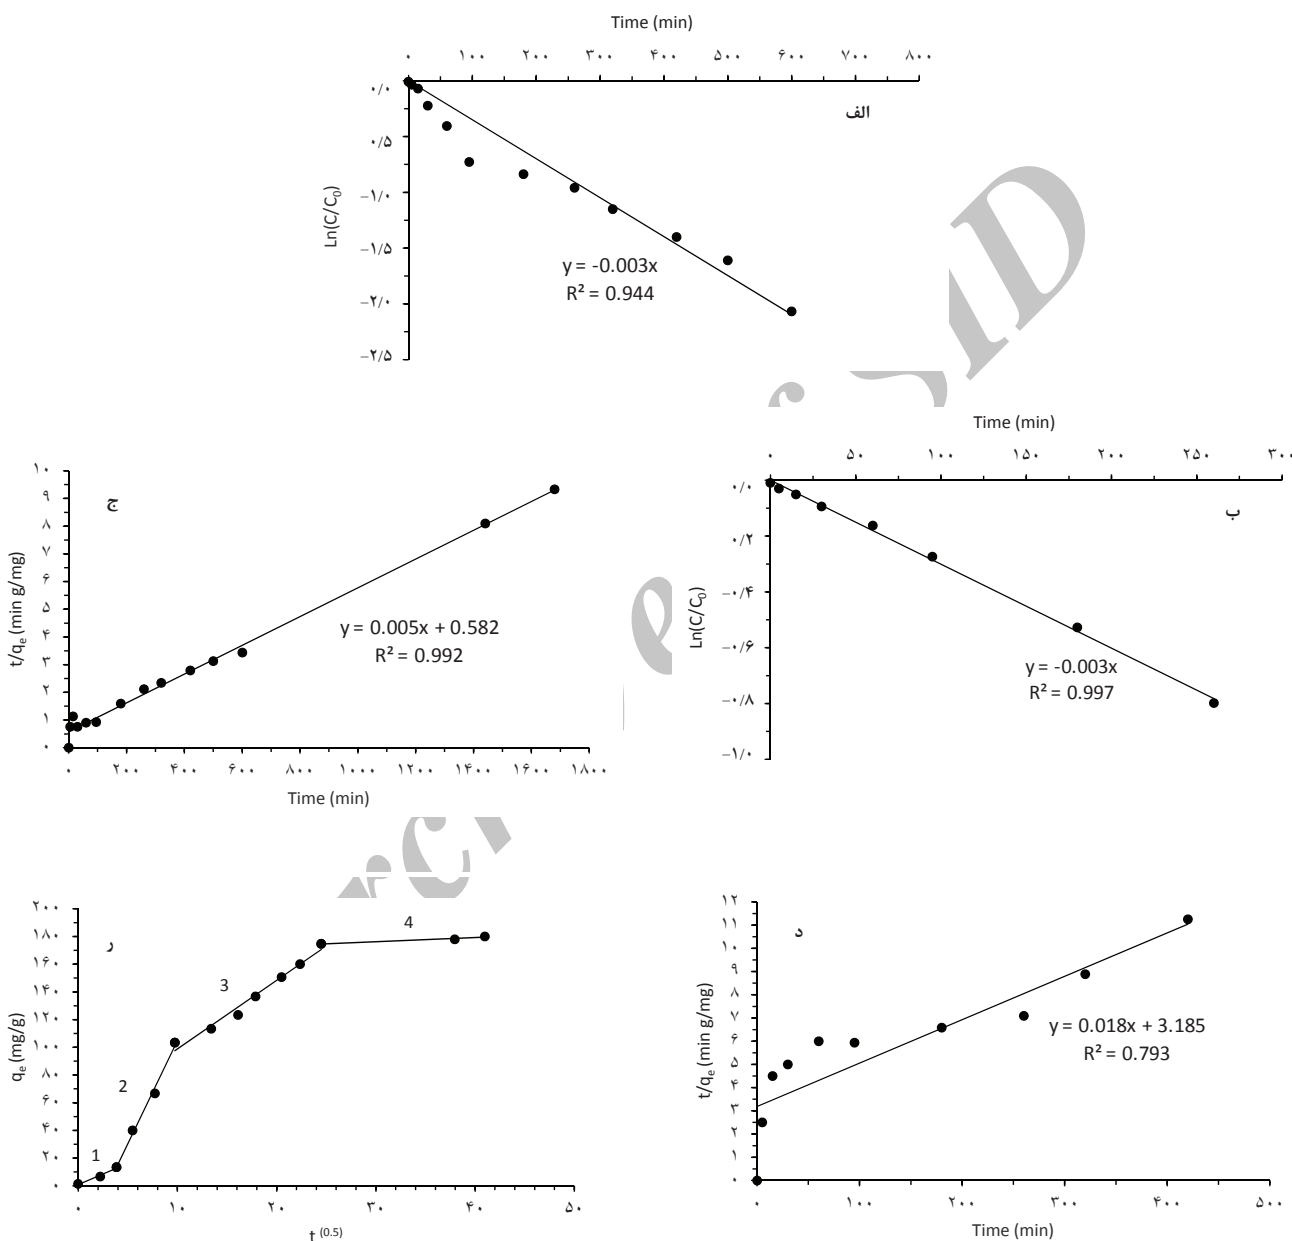 Time (min)
۰ ۱۰۰ ۲۰۰ ۳۰۰ ۴۰۰ ۵۰۰ ۶۰۰ ۷۰۰ ۸۰۰
۰/۰
۰/۵
−۱/۰
−۱/۵
−۲/۰
−۲/۵
Ln(C/C₀)
الف
y = -0.003x
R² = 0.944
Time (min)
۰ ۵۰ ۱۰۰ ۱۵۰ ۲۰۰ ۲۵۰ ۳۰۰
۰/۰
۰/۲
−۰/۴
−۰/۶
−۰/۸
−۱/۰
Ln(C/C₀)
ب
y = -0.003x
R² = 0.997
۱۰
۹
۸
۷
۶
۵
۴
۳
۲
۱
۰
t/qₑ (min g/mg)
ج
y = 0.005x + 0.582
R² = 0.992
۰ ۲۰۰ ۴۰۰ ۶۰۰ ۸۰۰ ۱۰۰۰ ۱۲۰۰ ۱۴۰۰ ۱۶۰۰ ۱۸۰۰
Time (min)
۱۲
۱۱
۱۰
۹
۸
۷
۶
۵
۴
۳
۲
۱
۰
t/qₑ (min g/mg)
د
y = 0.018x + 3.185
R² = 0.793
۰ ۱۰۰ ۲۰۰ ۳۰۰ ۴۰۰ ۵۰۰
Time (min)
۲۰۰
۱۸۰
۱۶۰
۱۴۰
۱۲۰
۱۰۰
۸۰
۶۰
۴۰
۲۰
۰
qₑ (mg/g)
ر
1
2
3
4
۰ ۱۰ ۲۰ ۳۰ ۴۰ ۵۰
t (0.5)